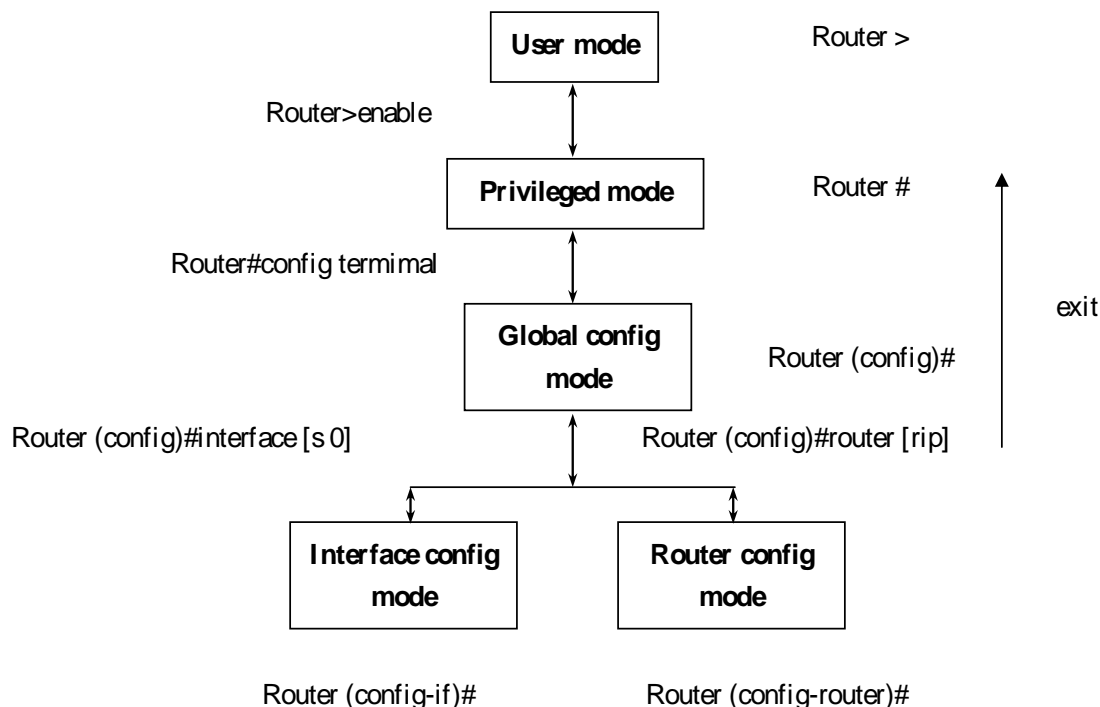 User mode
Router >
Router>enable
Privileged mode
Router #
Router#config termimal
exit
Global config
mode
Router (config)#
Router (config)#interface [s 0]
Router (config)#router [rip]
Interface config
mode
Router config
mode
Router (config-if)#
Router (config-router)#